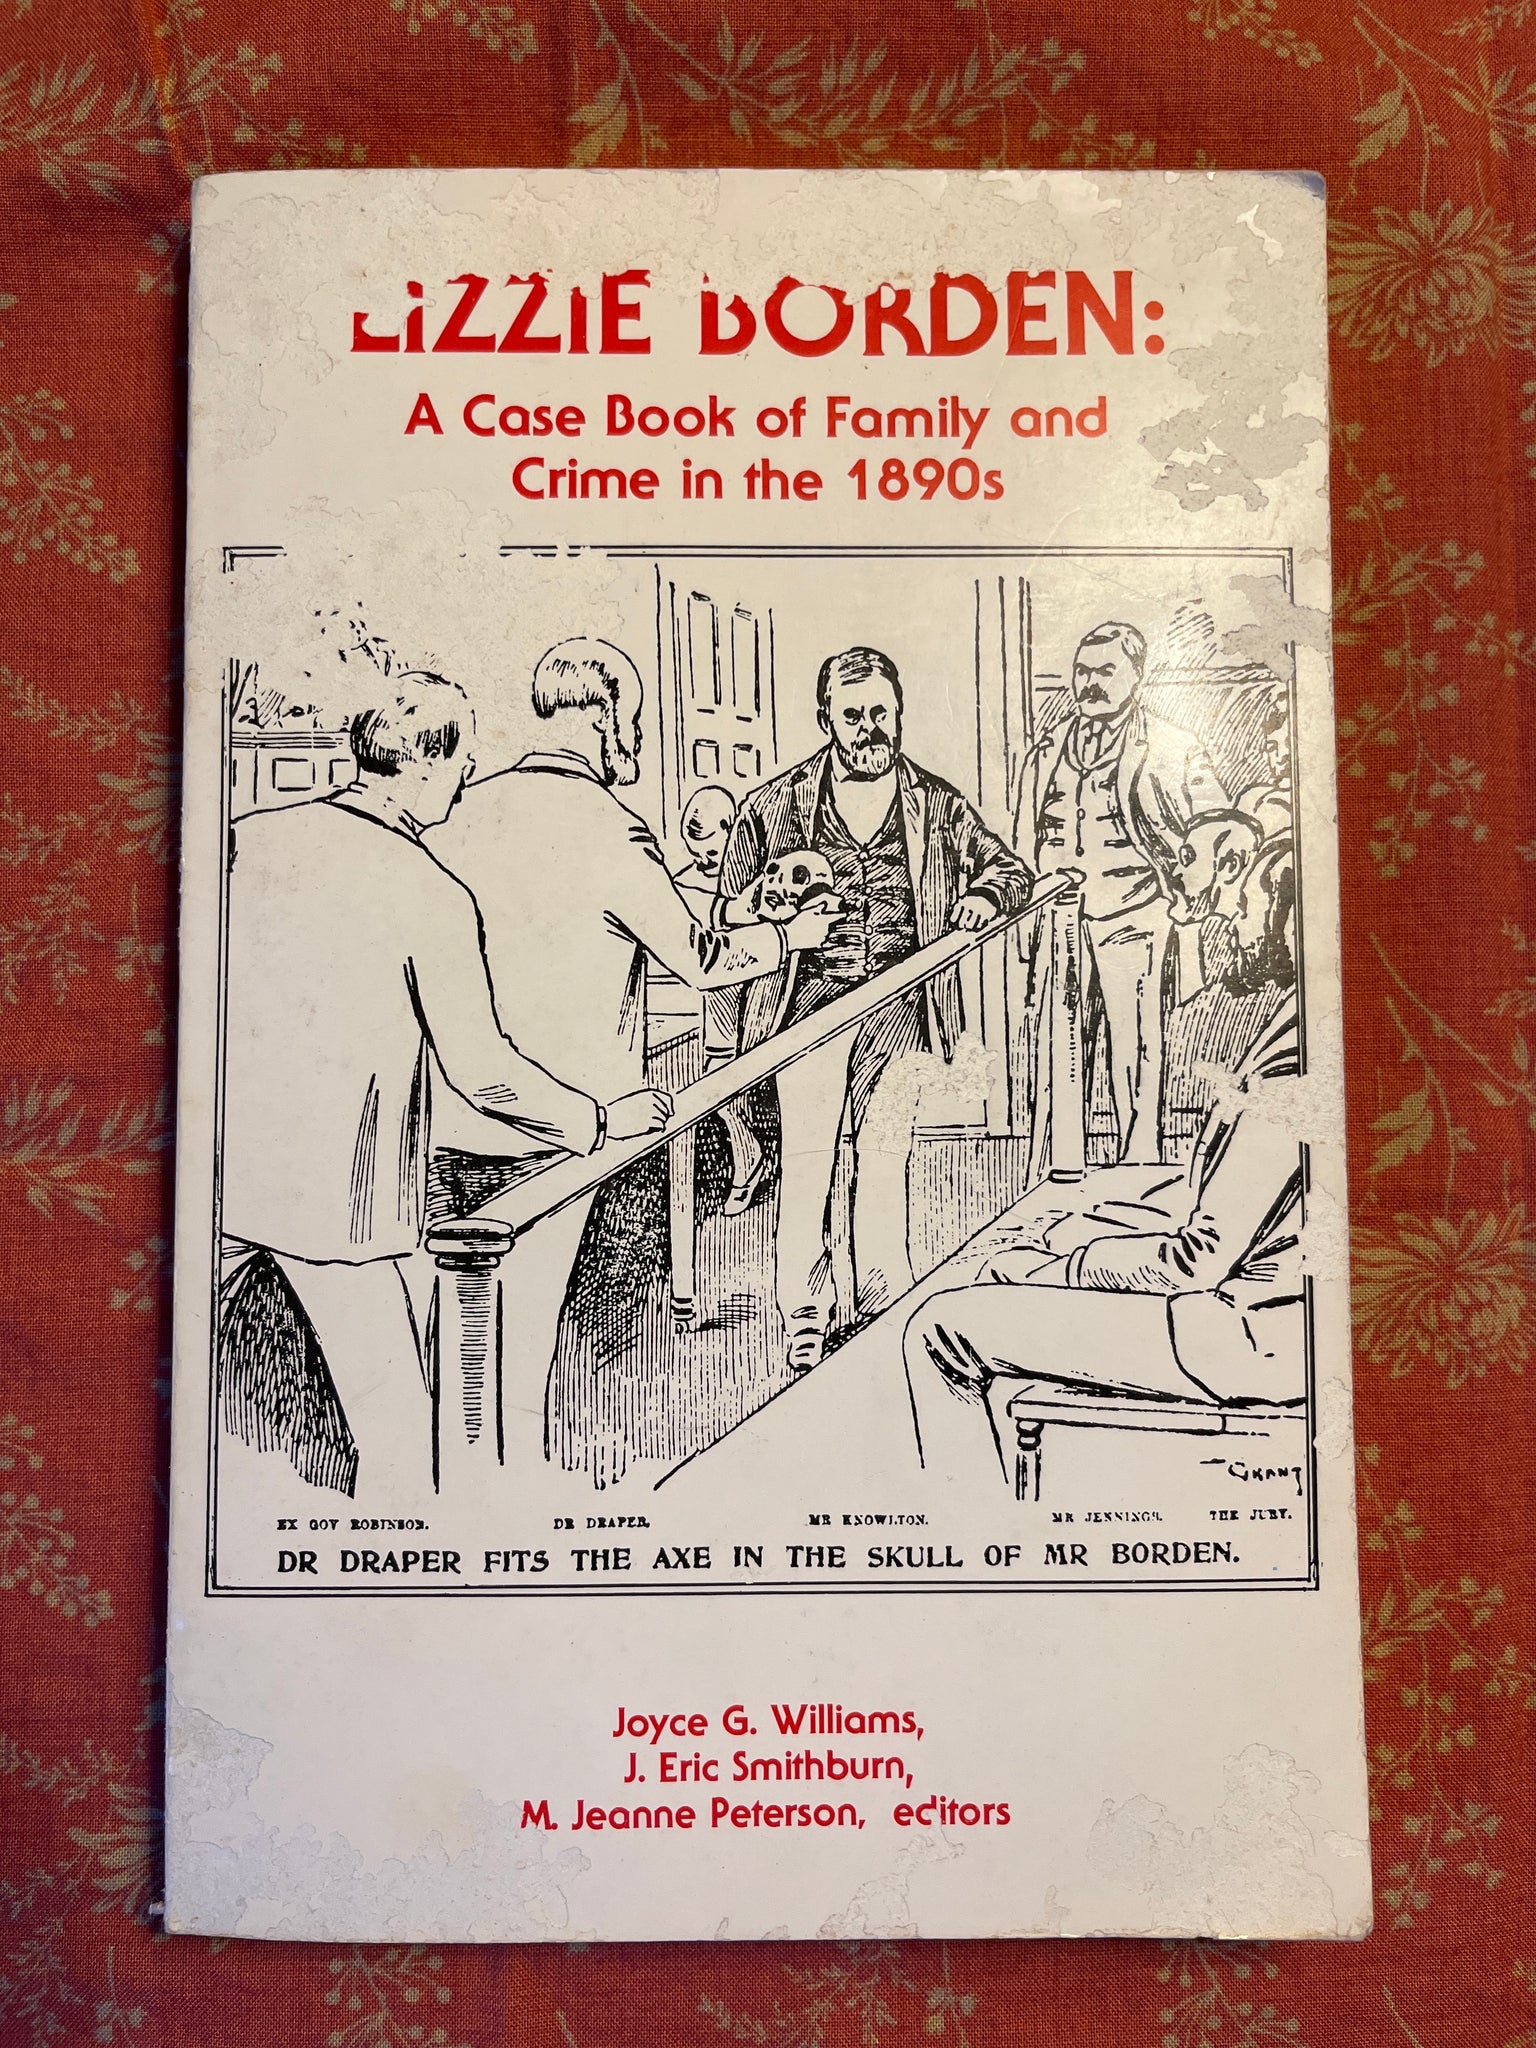 LIZZIE BORDEN:
A Case Book of Family and
Crime in the 1890s
GRANT
EX GOV ROBINSON. DR DRAPER. MR KNOWLTON. MR JENNINGS. THE JURY.
DR DRAPER FITS THE AXE IN THE SKULL OF MR BORDEN.
Joyce G. Williams,
J. Eric Smithburn,
M. Jeanne Peterson, editors